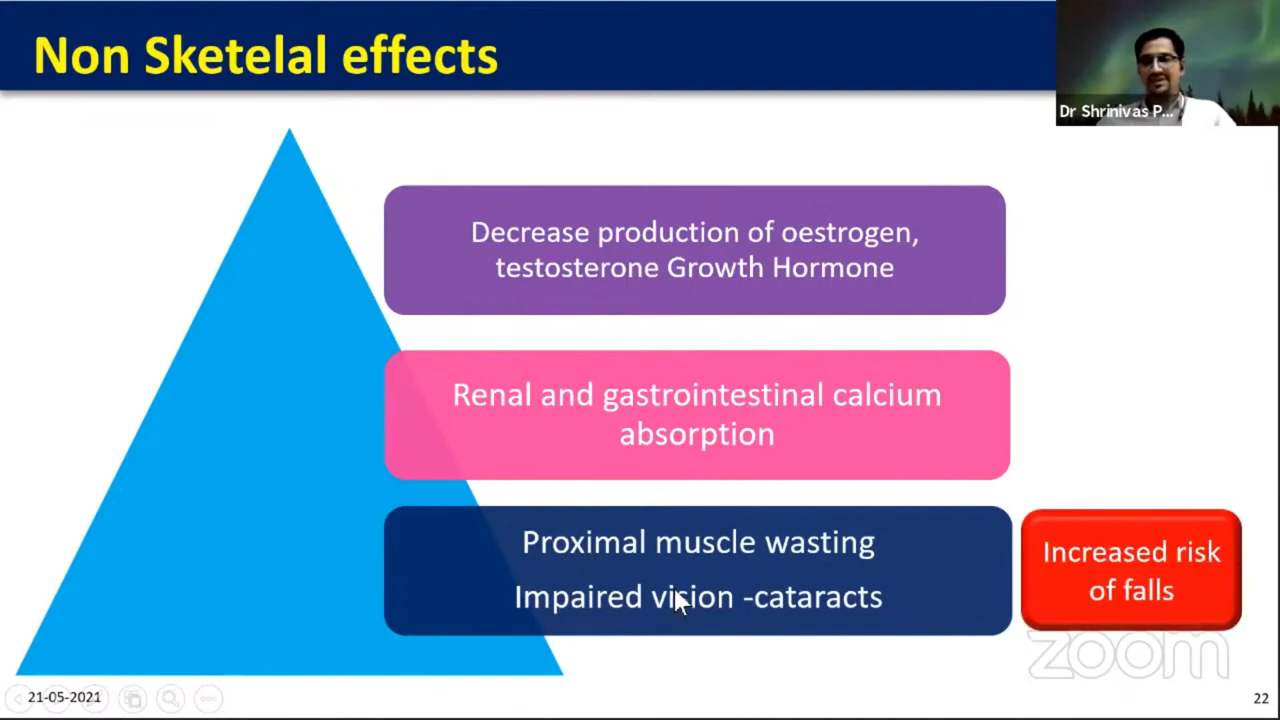 Non Sketelal effects
Dr Shrinivas P...
Decrease production of oestrogen,
testosterone Growth Hormone
Renal and gastrointestinal calcium
absorption
Proximal muscle wasting
Impaired vision -cataracts
Increased risk
of falls
zoom
21-05-2021
22